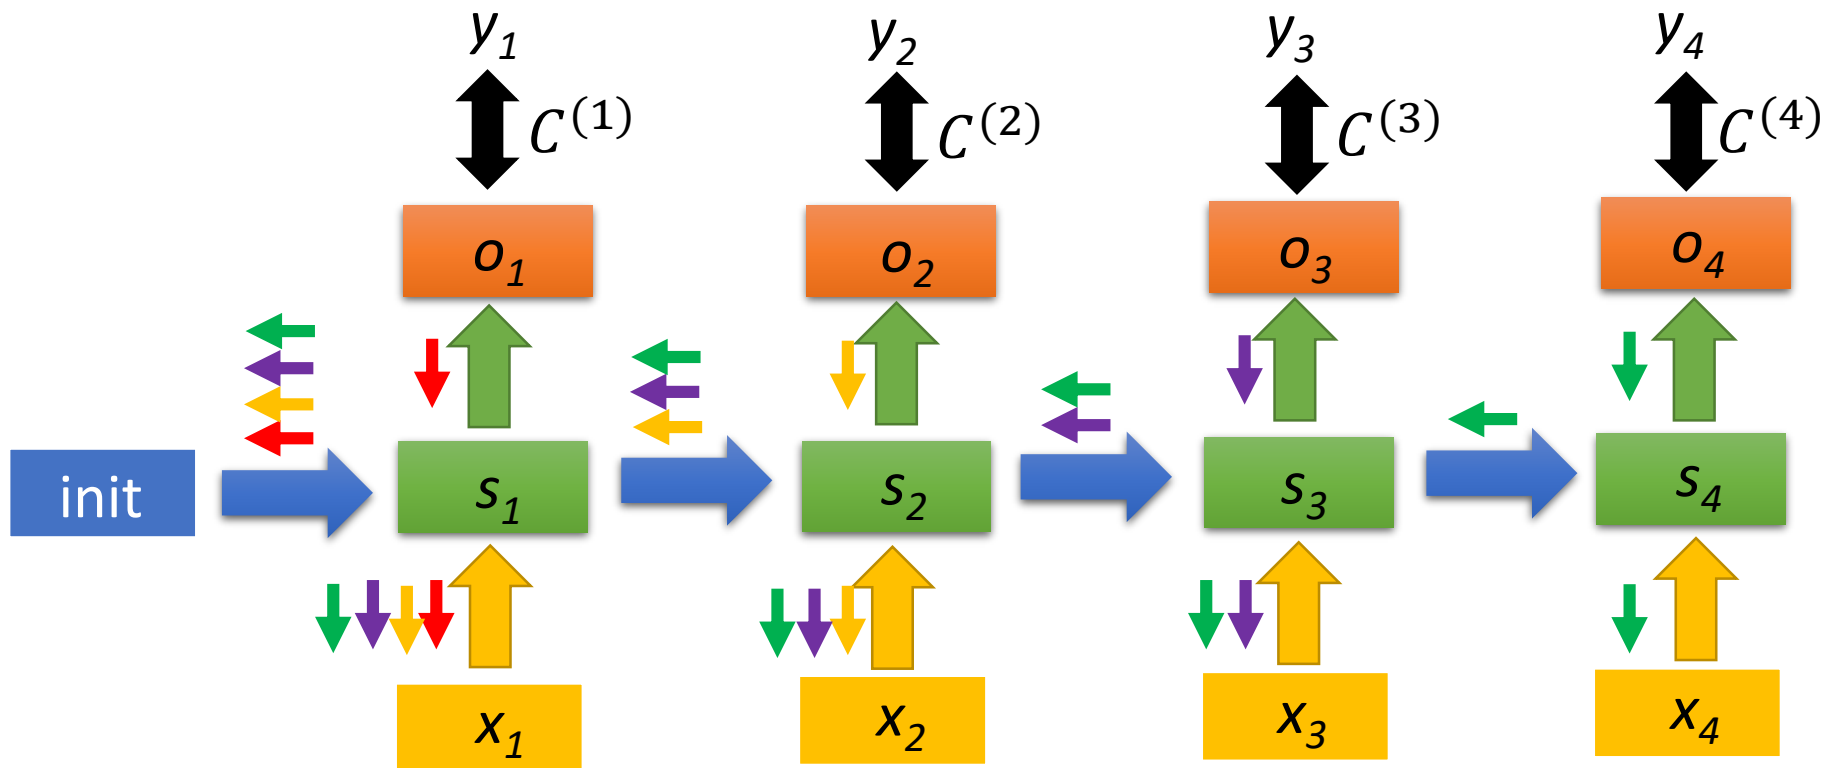 y₁ y₂ y₃ y₄
C⁽¹⁾ C⁽²⁾ C⁽³⁾ C⁽⁴⁾
o₁ o₂ o₃ o₄
init s₁ s₂ s₃ s₄
x₁ x₂ x₃ x₄